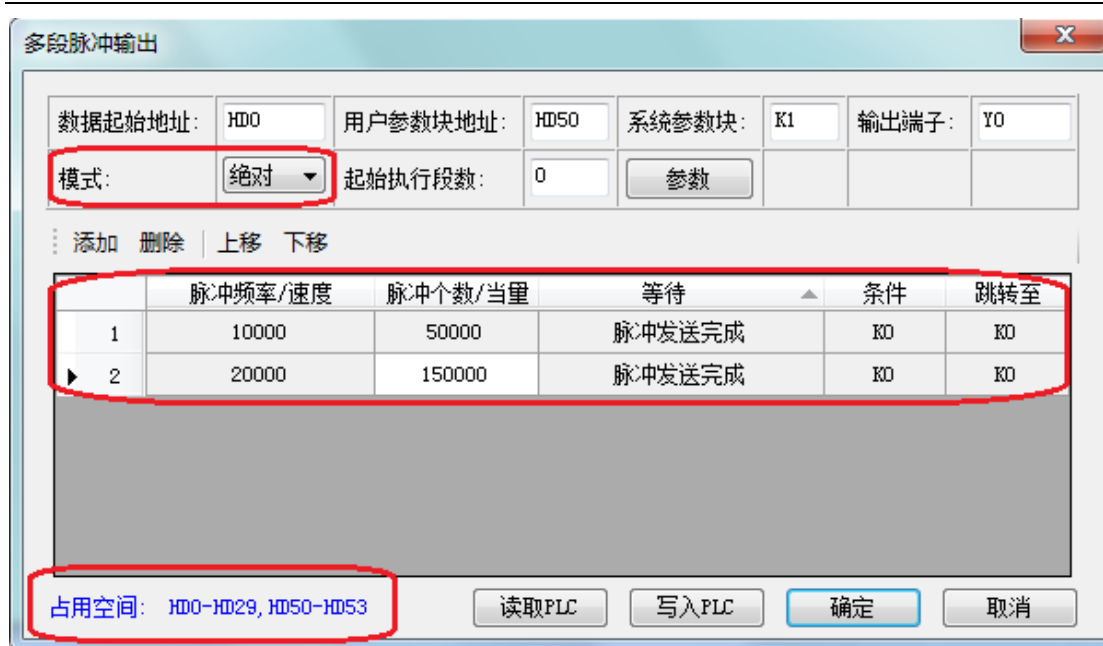 多段脉冲输出
数据起始地址: HD0 用户参数块地址: HD50 系统参数块: K1 输出端子: Y0
模式: 绝对 起始执行段数: 0 参数
添加 删除 上移 下移
脉冲频率/速度 脉冲个数/当量 等待 条件 跳转至
1 10000 50000 脉冲发送完成 K0 K0
2 20000 150000 脉冲发送完成 K0 K0
占用空间: HD0-HD29, HD50-HD53 读取PLC 写入PLC 确定 取消